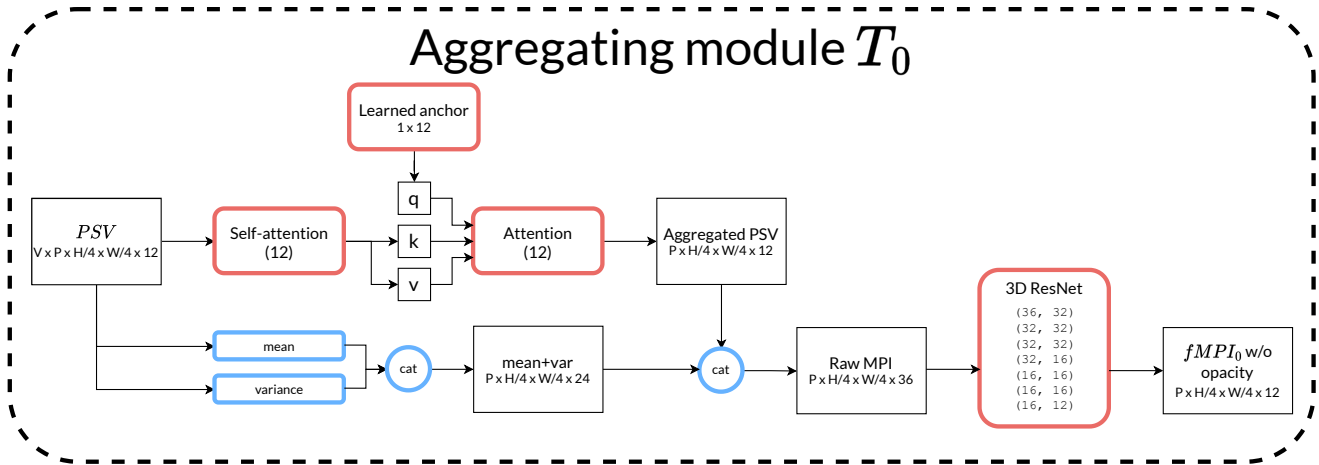 Aggregating module T₀
Learned anchor
1 x 12
q
PSV
V x P x H/4 x W/4 x 12
Self-attention
(12)
k
Attention
(12)
Aggregated PSV
P x H/4 x W/4 x 12
v
mean
variance
cat
mean+var
P x H/4 x W/4 x 24
cat
Raw MPI
P x H/4 x W/4 x 36
3D ResNet
(36, 32)
(32, 32)
(32, 32)
(32, 16)
(16, 16)
(16, 16)
(16, 12)
fMPI₀ w/o
opacity
P x H/4 x W/4 x 12